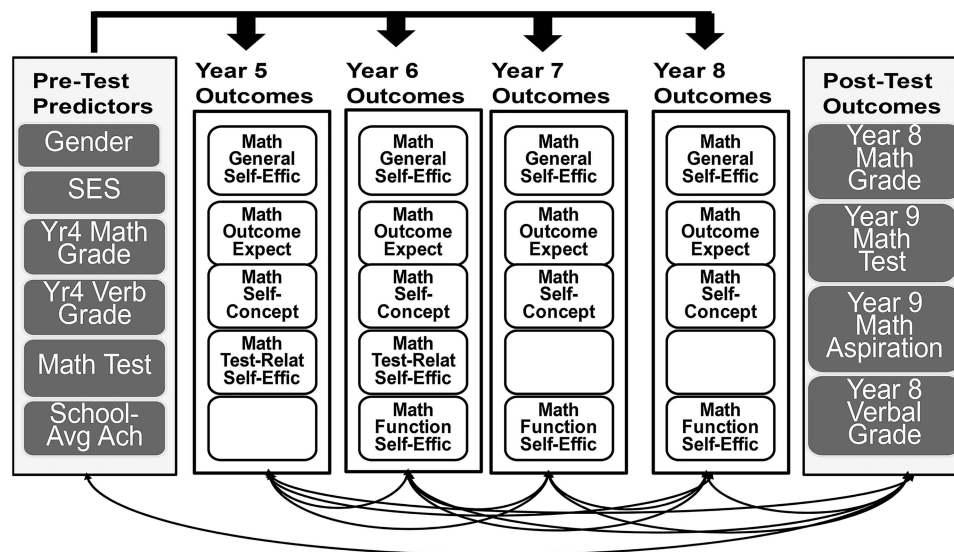 Pre-Test
Predictors
Gender
SES
Yr4 Math
Grade
Yr4 Verb
Grade
Math Test
School-
Avg Ach
Year 5
Outcomes
Math
General
Self-Effic
Math
Outcome
Expect
Math
Self-
Concept
Math
Test-Relat
Self-Effic
Year 6
Outcomes
Math
General
Self-Effic
Math
Outcome
Expect
Math
Self-
Concept
Math
Test-Relat
Self-Effic
Math
Function
Self-Effic
Year 7
Outcomes
Math
General
Self-Effic
Math
Outcome
Expect
Math
Self-
Concept
Math
Function
Self-Effic
Year 8
Outcomes
Math
General
Self-Effic
Math
Outcome
Expect
Math
Self-
Concept
Math
Function
Self-Effic
Post-Test
Outcomes
Year 8
Math
Grade
Year 9
Math
Test
Year 9
Math
Aspiration
Year 8
Verbal
Grade